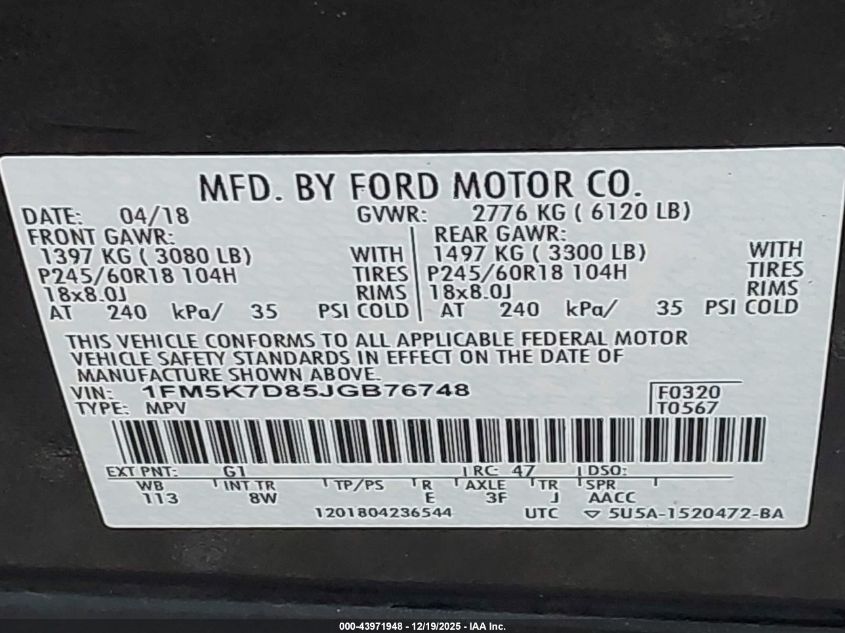 MFD. BY FORD MOTOR CO.
DATE: 04/18 GVWR: 2776 KG ( 6120 LB)
FRONT GAWR: REAR GAWR:
1397 KG ( 3080 LB) WITH 1497 KG ( 3300 LB) WITH
P245/60R18 104H TIRES P245/60R18 104H TIRES
18x8.0J RIMS 18x8.0J RIMS
AT 240 kPa/ 35 PSI COLD AT 240 kPa/ 35 PSI COLD
THIS VEHICLE CONFORMS TO ALL APPLICABLE FEDERAL MOTOR
VEHICLE SAFETY STANDARDS IN EFFECT ON THE DATE OF
MANUFACTURE SHOWN ABOVE.
VIN: 1FM5K7D85JGB76748 F0320
TYPE: MPV T0567
EXT PNT: G1 RC: 47 DSO:
WB INT TR TP/PS R AXLE TR SPR
113 8W E 3F J AACC
1201804236544 UTC ▽ 5U5A-1520472-BA
000-43971948 - 12/19/2025 - IAA Inc.